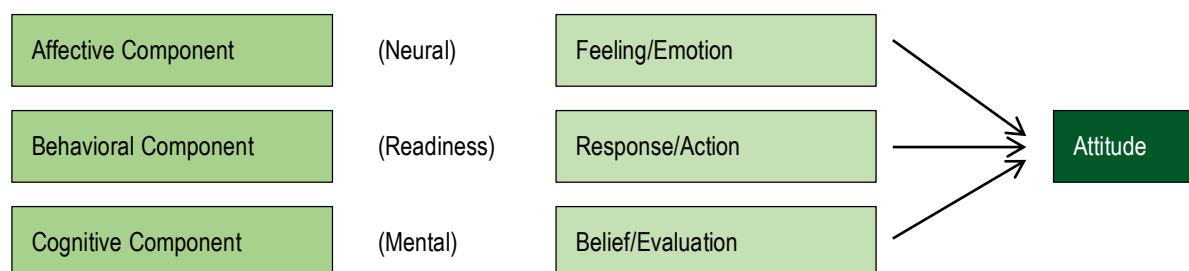 Affective Component (Neural) Feeling/Emotion
Behavioral Component (Readiness) Response/Action Attitude
Cognitive Component (Mental) Belief/Evaluation